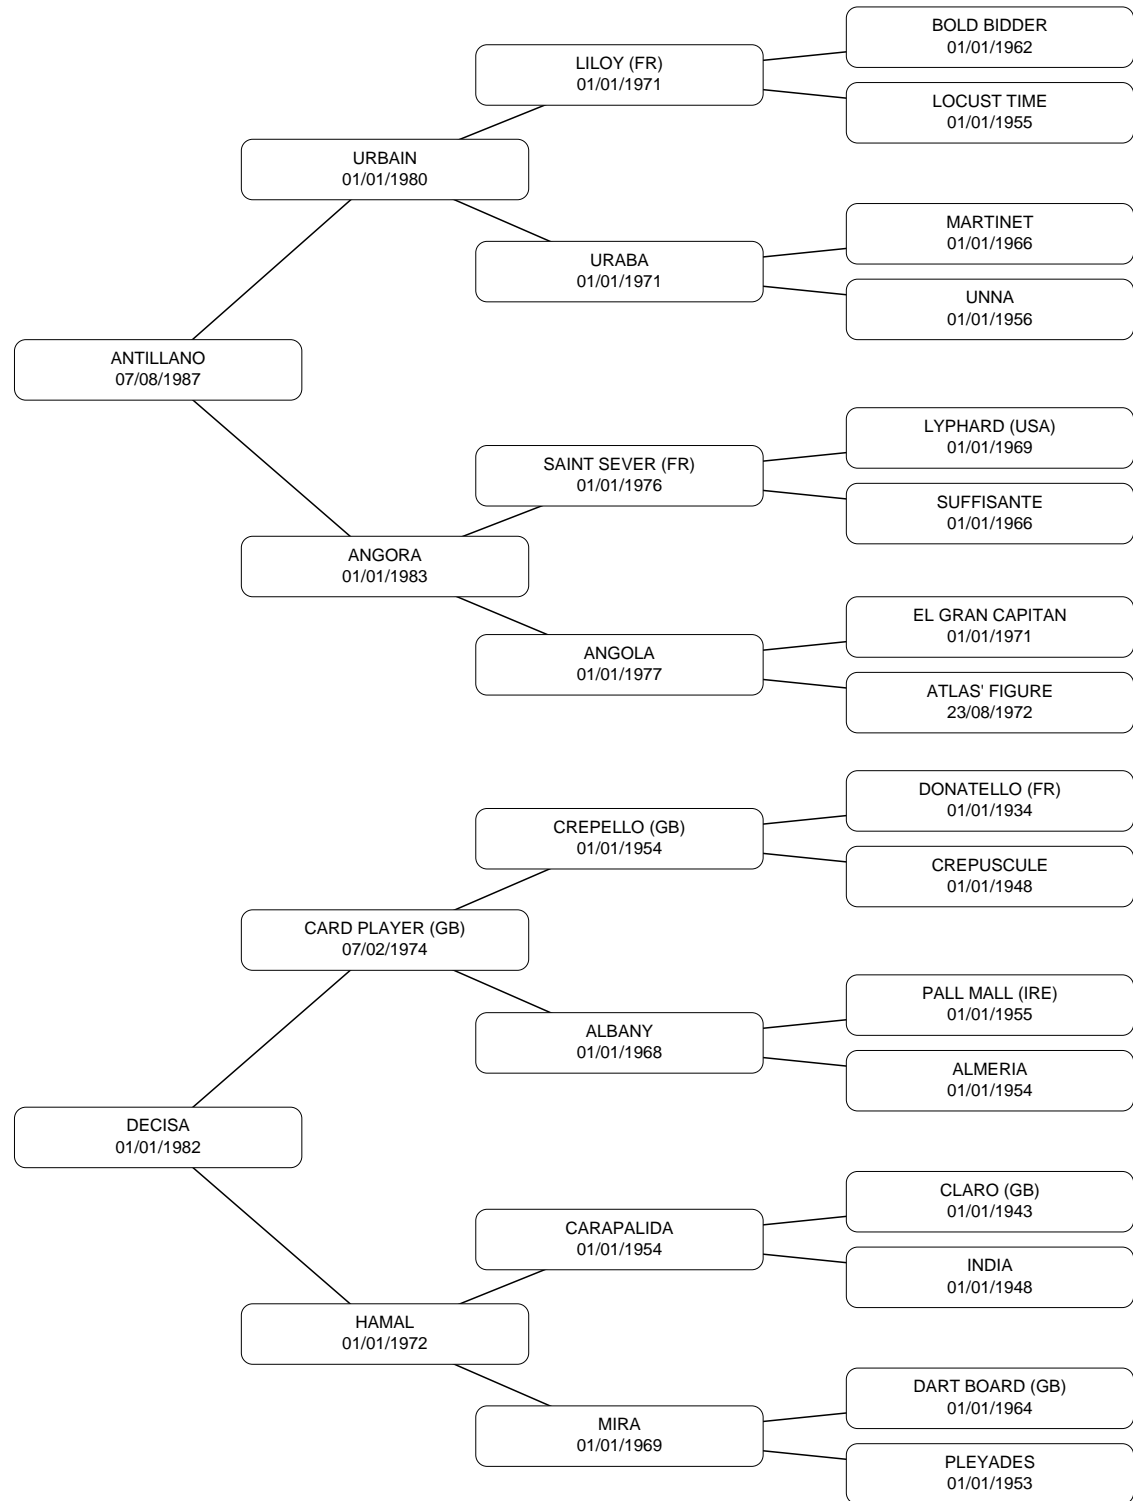 BOLD BIDDER
01/01/1962
LILOY (FR)
01/01/1971
LOCUST TIME
01/01/1955
URBAIN
01/01/1980
MARTINET
01/01/1966
URABA
01/01/1971
UNNA
01/01/1956
ANTILLANO
07/08/1987
LYPHARD (USA)
01/01/1969
SAINT SEVER (FR)
01/01/1976
SUFFISANTE
01/01/1966
ANGORA
01/01/1983
EL GRAN CAPITAN
01/01/1971
ANGOLA
01/01/1977
ATLAS' FIGURE
23/08/1972
DONATELLO (FR)
01/01/1934
CREPELLO (GB)
01/01/1954
CREPUSCULE
01/01/1948
CARD PLAYER (GB)
07/02/1974
PALL MALL (IRE)
01/01/1955
ALBANY
01/01/1968
ALMERIA
01/01/1954
DECISA
01/01/1982
CLARO (GB)
01/01/1943
CARAPALIDA
01/01/1954
INDIA
01/01/1948
HAMAL
01/01/1972
DART BOARD (GB)
01/01/1964
MIRA
01/01/1969
PLEYADES
01/01/1953